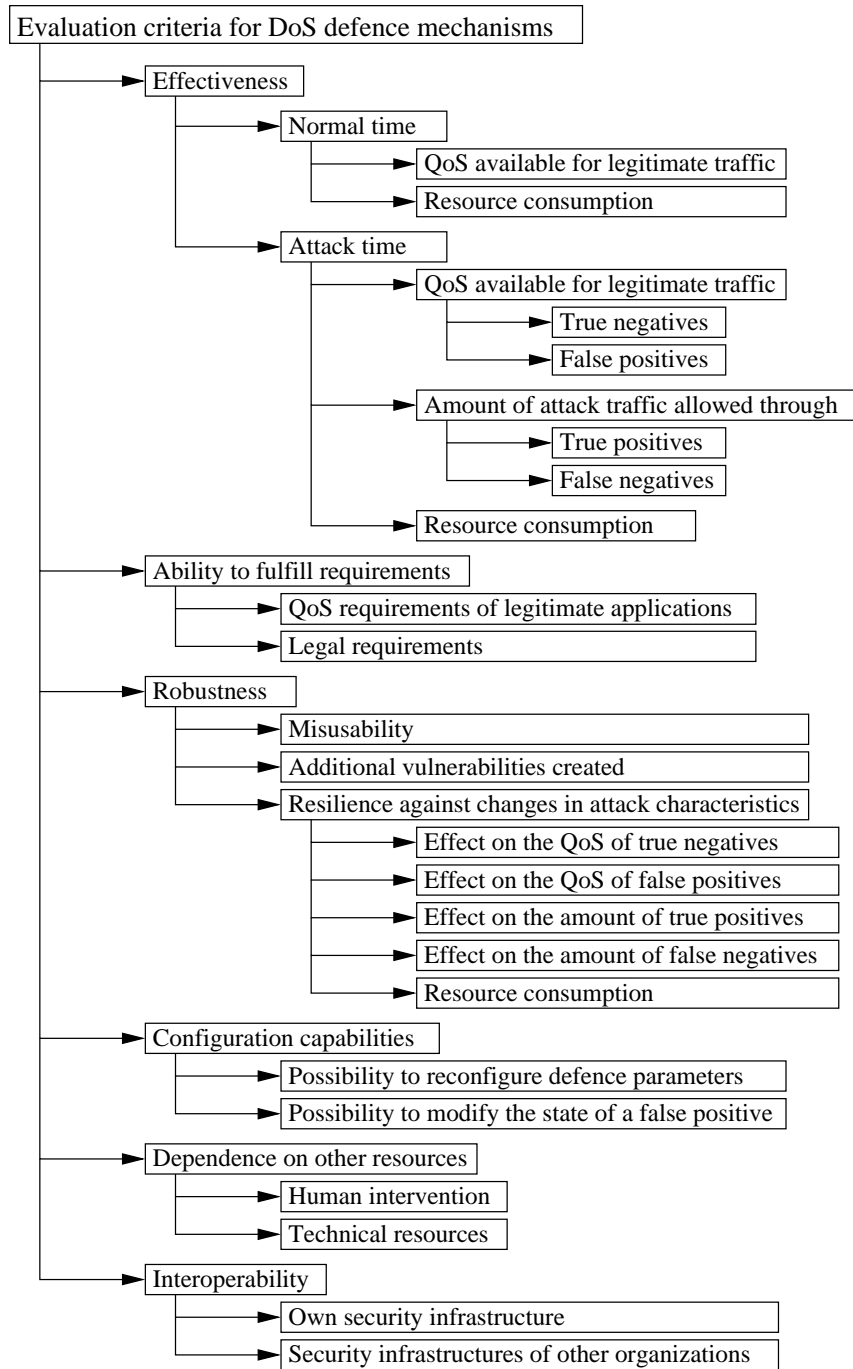 Evaluation criteria for DoS defence mechanisms
Effectiveness
Normal time
QoS available for legitimate traffic
Resource consumption
Attack time
QoS available for legitimate traffic
True negatives
False positives
Amount of attack traffic allowed through
True positives
False negatives
Resource consumption
Ability to fulfill requirements
QoS requirements of legitimate applications
Legal requirements
Robustness
Misusability
Additional vulnerabilities created
Resilience against changes in attack characteristics
Effect on the QoS of true negatives
Effect on the QoS of false positives
Effect on the amount of true positives
Effect on the amount of false negatives
Resource consumption
Configuration capabilities
Possibility to reconfigure defence parameters
Possibility to modify the state of a false positive
Dependence on other resources
Human intervention
Technical resources
Interoperability
Own security infrastructure
Security infrastructures of other organizations